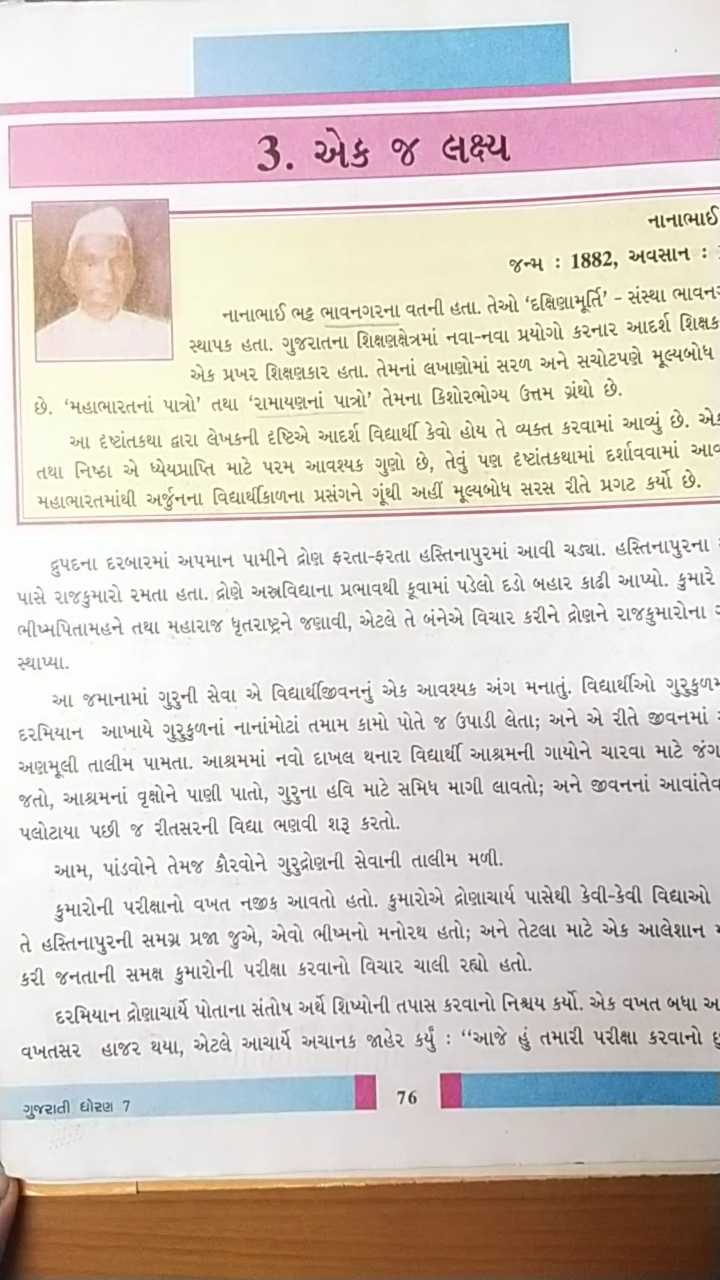 3. એક જ લક્ષ્ય
નાનાભાઈ
જન્મ : 1882, અવસાન :
નાનાભાઈ ભટ્ટ ભાવનગરના વતની હતા. તેઓ ‘દક્ષિણામૂર્તિ’ – સંસ્થા
સ્થાપક હતા. ગુજરાતના શિક્ષણક્ષેત્રમાં નવા-નવા પ્રયોગો કરનાર આદર્શ શિક્ષક
એક પ્રખર શિક્ષણકાર હતા. તેમનાં લખાણોમાં સરળ અને સચોટપણે મૂલ્યબોધ
છે. ‘મહાભારતનાં પાત્રો’ તથા ‘રામાયણનાં પાત્રો’ તેમના કિશોરભોગ્ય ઉત્તમ ગ્રંથો છે.
આ દૃષ્ટાંતકથા દ્વારા લેખકની દૃષ્ટિએ આદર્શ વિદ્યાર્થી કેવો હોય તે વ્યક્ત કરવામાં આવ્યું છે.
તથા નિષ્ઠા એ ધ્યેયપ્રાપ્તિ માટે પરમ આવશ્યક ગુણો છે, તેવું પણ દૃષ્ટાંતકથામાં દર્શાવવામાં
મહાભારતમાંથી અર્જુનના વિદ્યાર્થીકાળના પ્રસંગને ગૂંથી અહીં મૂલ્યબોધ સરસ રીતે પ્રગટ કર્યો છે.
દ્રુપદના દરબારમાં અપમાન પામીને દ્રોણ ફરતા-ફરતા હસ્તિનાપુરમાં આવી ચડ્યા. હસ્તિનાપુરના
પાસે રાજકુમારો રમતા હતા. દ્રોણે અસ્ત્રવિદ્યાના પ્રભાવથી કૂવામાં પડેલો દડો બહાર કાઢી આપ્યો. કુમારે
ભીષ્મપિતામહને તથા મહારાજ ધૃતરાષ્ટ્રને જણાવી, એટલે તે બંનેએ વિચાર કરીને દ્રોણને રાજકુમારોના
સ્થાપ્યા.
આ જમાનામાં ગુરુની સેવા એ વિદ્યાર્થીજીવનનું એક આવશ્યક અંગ મનાતું. વિદ્યાર્થીઓ
દરમિયાન આખાયે ગુરુકુળનાં નાનાંમોટાં તમામ કામો પોતે જ ઉપાડી લેતા; અને એ રીતે જીવનમાં
અણમૂલી તાલીમ પામતા. આશ્રમમાં નવો દાખલ થનાર વિદ્યાર્થી આશ્રમની ગાયોને ચારવા માટે
જતો, આશ્રમનાં વૃક્ષોને પાણી પાતો, ગુરુના હવિ માટે સમિધ માગી લાવતો; અને જીવનનાં
પલોટાયા પછી જ રીતસરની વિદ્યા ભણવી શરૂ કરતો.
આમ, પાંડવોને તેમજ કૌરવોને ગુરુદ્રોણની સેવાની તાલીમ મળી.
કુમારોની પરીક્ષાનો વખત નજીક આવતો હતો. કુમારોએ દ્રોણાચાર્ય પાસેથી કેવી-કેવી વિદ્યાઓ
તે હસ્તિનાપુરની સમગ્ર પ્રજા જુએ, એવો ભીષ્મનો મનોરથ હતો; અને તેટલા માટે એક આલેશાન
કરી જનતાની સમક્ષ કુમારોની પરીક્ષા કરવાનો વિચાર ચાલી રહ્યો હતો.
દરમિયાન દ્રોણાચાર્યે પોતાના સંતોષ અર્થે શિષ્યોની તપાસ કરવાનો નિશ્ચય કર્યો. એક વખત બધા
વખતસર હાજર થયા, એટલે આચાર્યે અચાનક જાહેર કર્યું : “આજે હું તમારી પરીક્ષા કરવાનો
ગુજરાતી ધોરણ 7
76